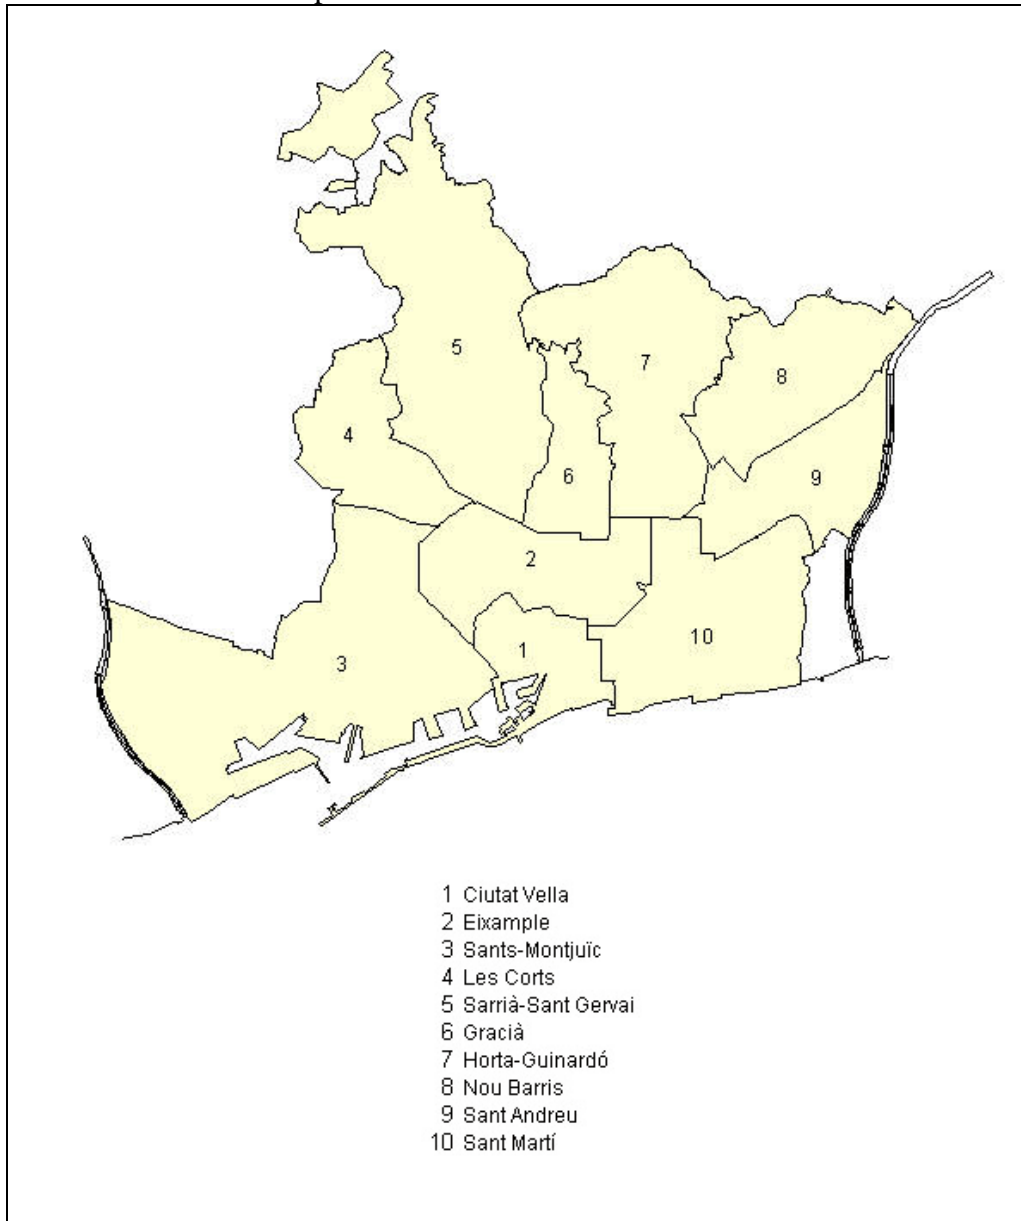 5
7
8
4
6
9
2
10
1
3
1 Ciutat Vella
2 Eixample
3 Sants-Montjuïc
4 Les Corts
5 Sarrià-Sant Gervai
6 Gracià
7 Horta-Guinardó
8 Nou Barris
9 Sant Andreu
10 Sant Martí